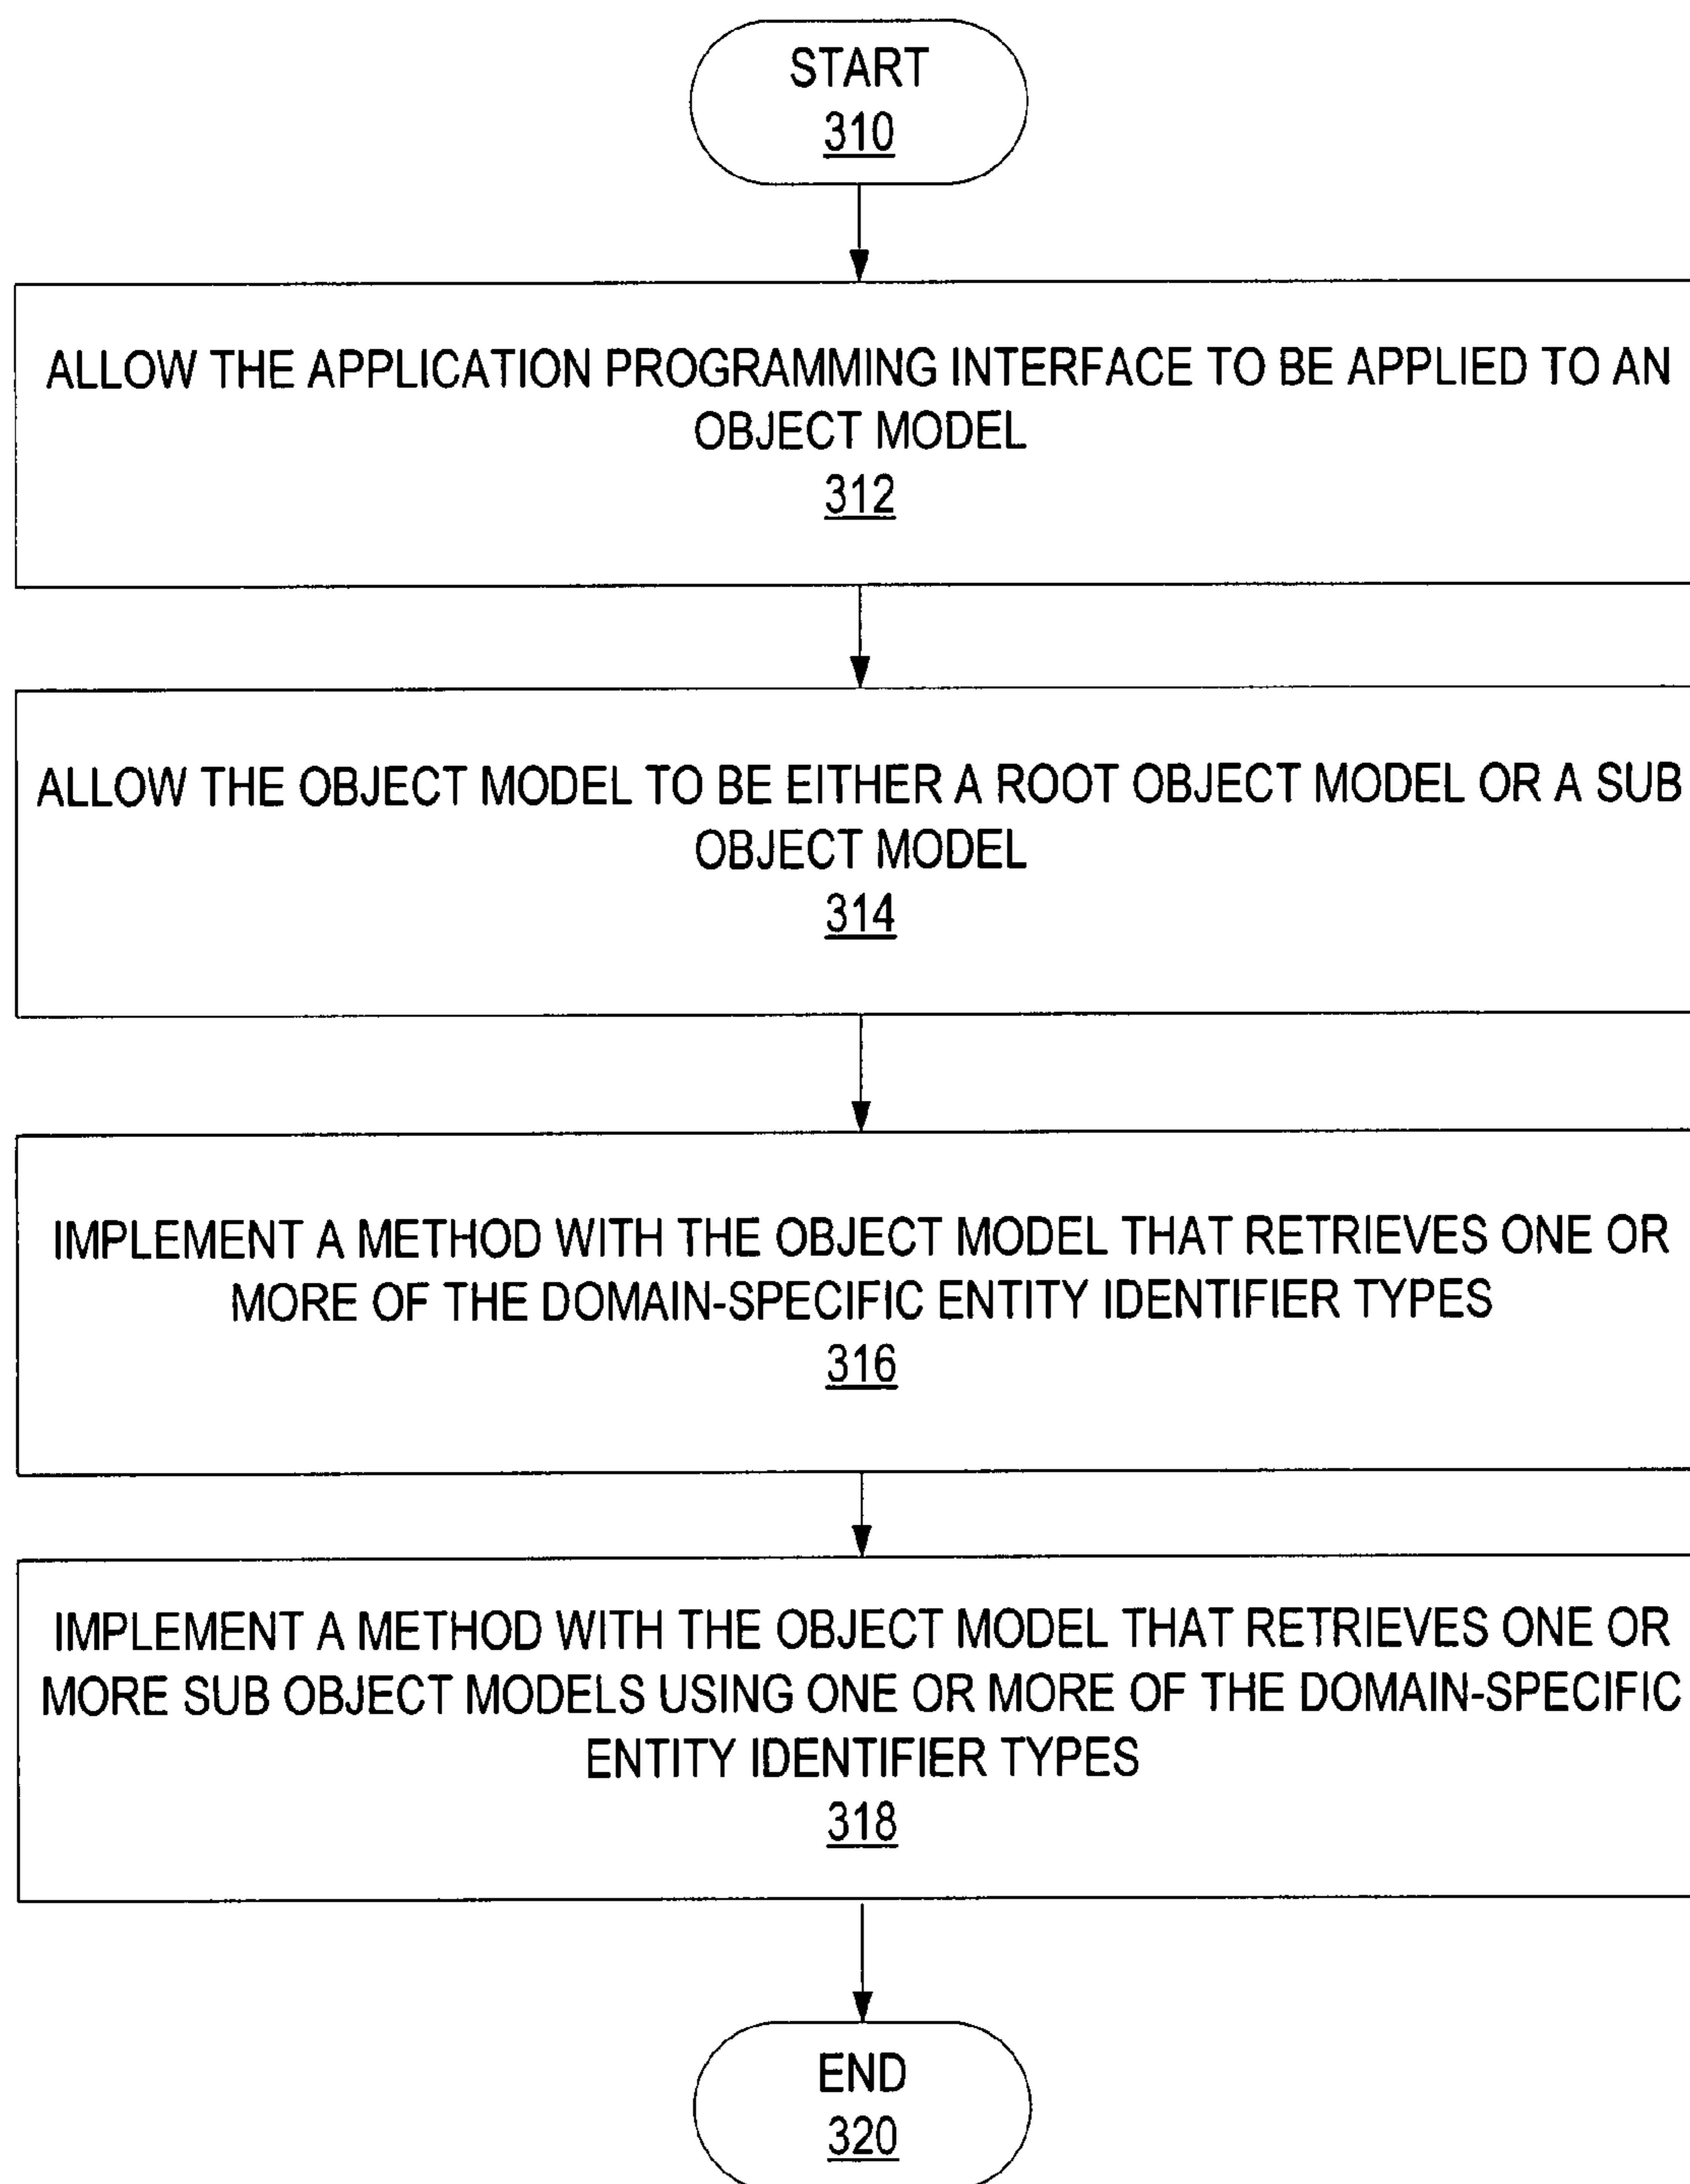 START
310
ALLOW THE APPLICATION PROGRAMMING INTERFACE TO BE APPLIED TO AN
OBJECT MODEL
312
ALLOW THE OBJECT MODEL TO BE EITHER A ROOT OBJECT MODEL OR A SUB
OBJECT MODEL
314
IMPLEMENT A METHOD WITH THE OBJECT MODEL THAT RETRIEVES ONE OR
MORE OF THE DOMAIN-SPECIFIC ENTITY IDENTIFIER TYPES
316
IMPLEMENT A METHOD WITH THE OBJECT MODEL THAT RETRIEVES ONE OR
MORE SUB OBJECT MODELS USING ONE OR MORE OF THE DOMAIN-SPECIFIC
ENTITY IDENTIFIER TYPES
318
END
320